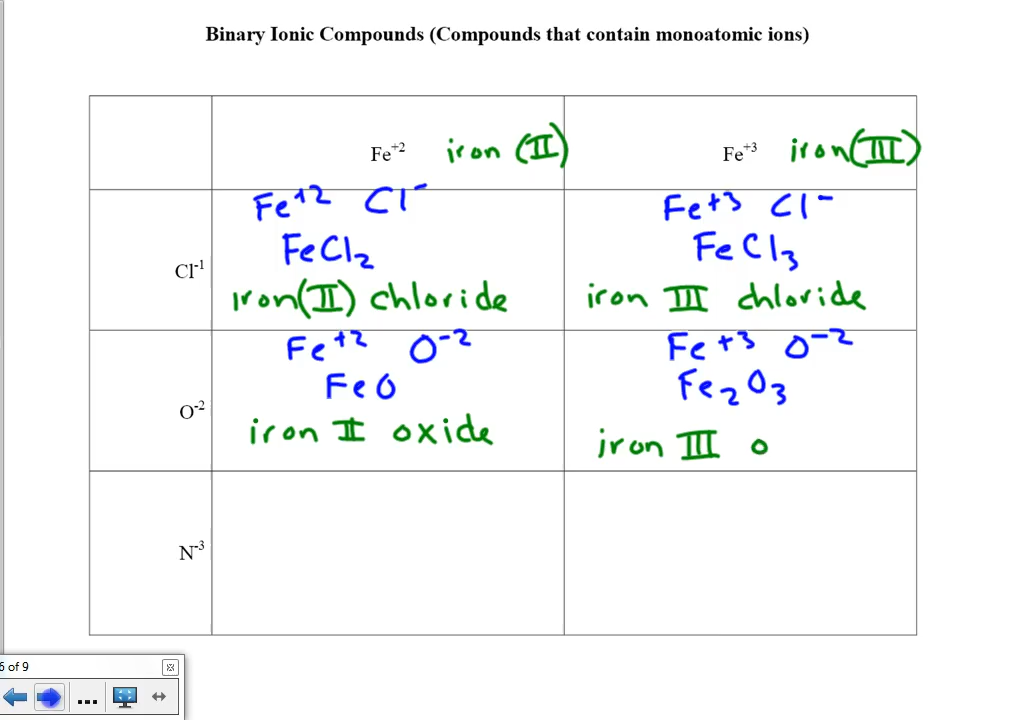 Binary Ionic Compounds (Compounds that contain monoatomic ions)
Fe+2 iron (II)
Fe+3 iron (III)
Cl-1
Fe+2 Cl-
FeCl2
iron(II) chloride
Fe+3 Cl-
FeCl3
iron III chloride
O-2
Fe+2 O-2
FeO
iron II oxide
Fe+3 O-2
Fe2O3
iron III o
N-3
6 of 9
...